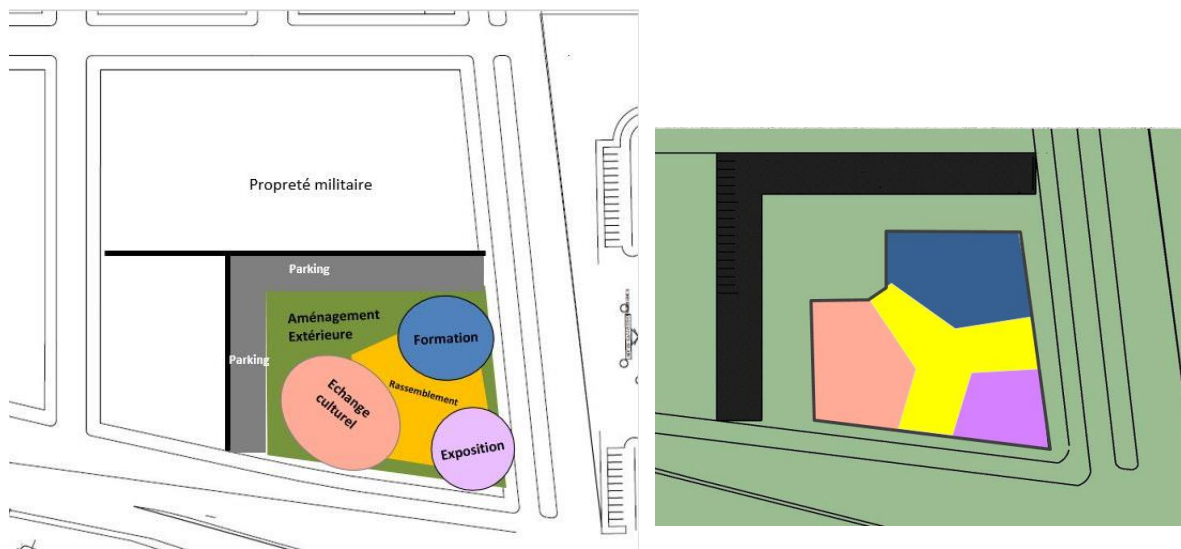 Propreté militaire
Parking
Aménagement
Extérieure
Formation
Parking
Rassemblement
Echange
culturel
Exposition